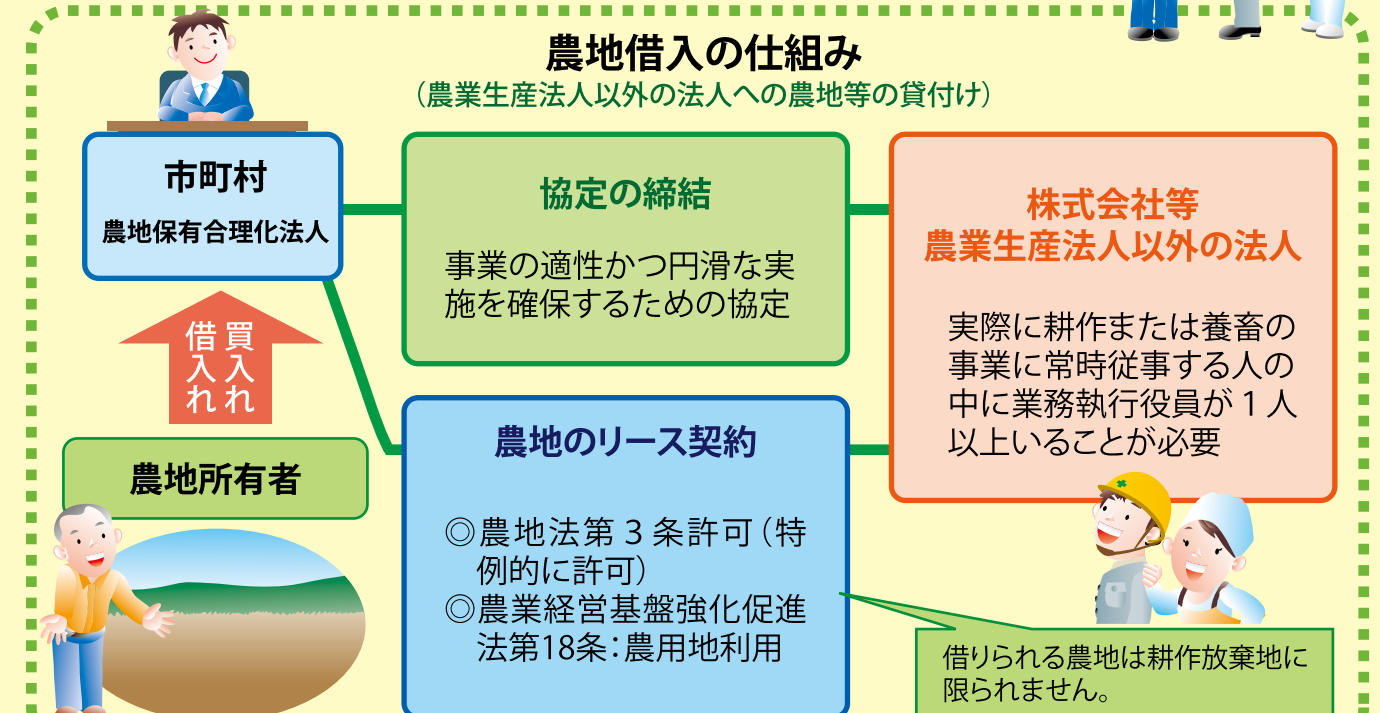 農地借入の仕組み
（農業生産法人以外の法人への農地等の貸付け）
市町村
農地保有合理化法人
買入れ
借入れ
農地所有者
協定の締結
事業の適性かつ円滑な実
施を確保するための協定
農地のリース契約
◎農地法第３条許可（特
例的に許可）
◎農業経営基盤強化促進
法第18条：農用地利用
株式会社等
農業生産法人以外の法人
実際に耕作または養畜の
事業に常時従事する人の
中に業務執行役員が１人
以上いることが必要
借りられる農地は耕作放棄地に
限られません。